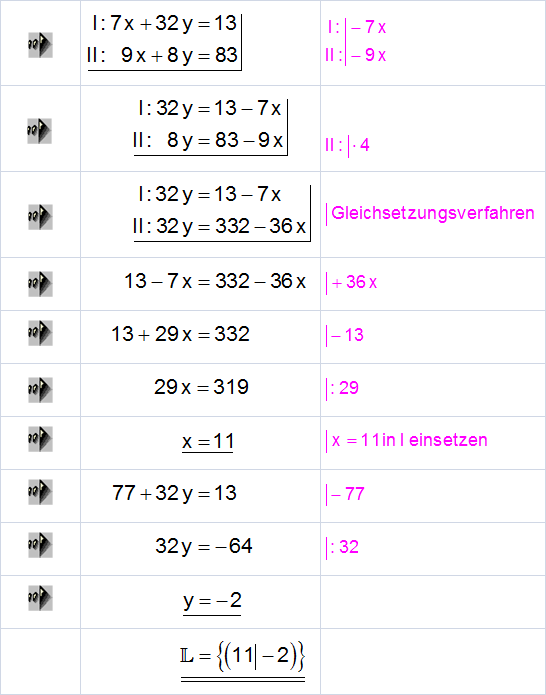 I: 7x + 32y = 13 I: | − 7x
II: 9x + 8y = 83 II: | − 9x
I: 32y = 13 − 7x
II: 8y = 83 − 9x II: | · 4
I: 32y = 13 − 7x
II: 32y = 332 − 36x | Gleichsetzungsverfahren
13 − 7x = 332 − 36x | + 36x
13 + 29x = 332 | − 13
29x = 319 | : 29
x = 11 | x = 11 in I einsetzen
77 + 32y = 13 | − 77
32y = −64 | : 32
y = −2
𝕃 = {(11| − 2)}